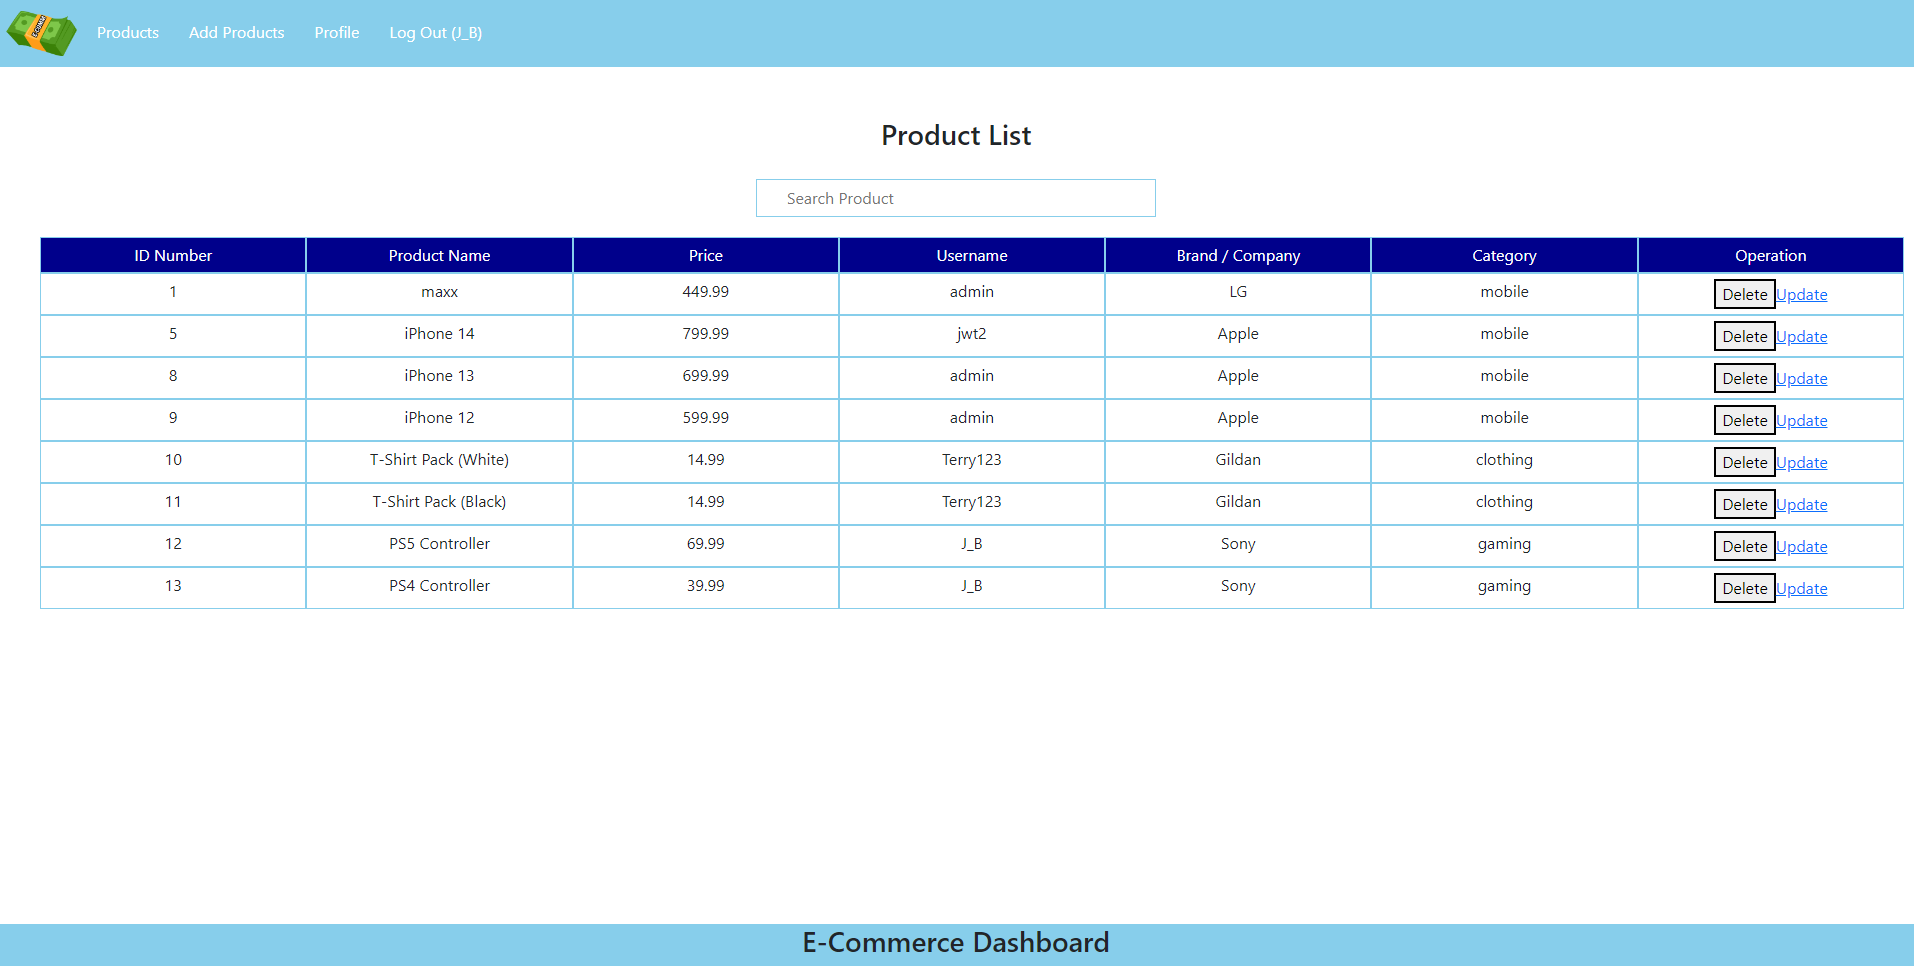 E-COMM Products Add Products Profile Log Out (J_B)
Product List
Search Product
ID Number Product Name Price Username Brand / Company Category Operation
1 maxx 449.99 admin LG mobile Delete Update
5 iPhone 14 799.99 jwt2 Apple mobile Delete Update
8 iPhone 13 699.99 admin Apple mobile Delete Update
9 iPhone 12 599.99 admin Apple mobile Delete Update
10 T-Shirt Pack (White) 14.99 Terry123 Gildan clothing Delete Update
11 T-Shirt Pack (Black) 14.99 Terry123 Gildan clothing Delete Update
12 PS5 Controller 69.99 J_B Sony gaming Delete Update
13 PS4 Controller 39.99 J_B Sony gaming Delete Update
E-Commerce Dashboard